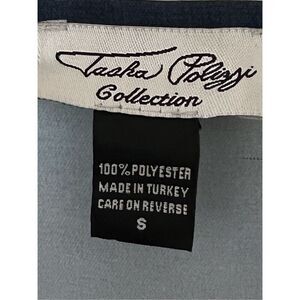 Tasha Polizzi
Collection
100% POLYESTER
MADE IN TURKEY
CARE ON REVERSE
S